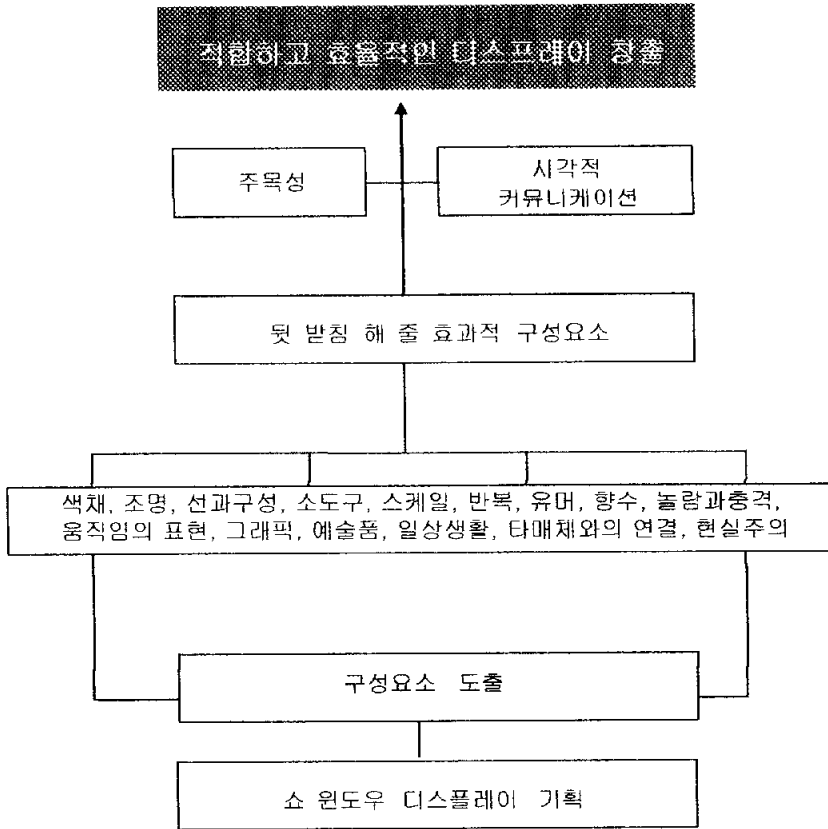 적합하고 효율적인 디스프레이 창출
주목성
시각적
커뮤니케이션
뒷 받침 해 줄 효과적 구성요소
색채, 조명, 선과구성, 소도구, 스케일, 반복, 유머, 향수, 놀람과충격,
움직임의 표현, 그래픽, 예술품, 일상생활, 타매체와의 연결, 현실주의
구성요소 도출
쇼 윈도우 디스플레이 기획